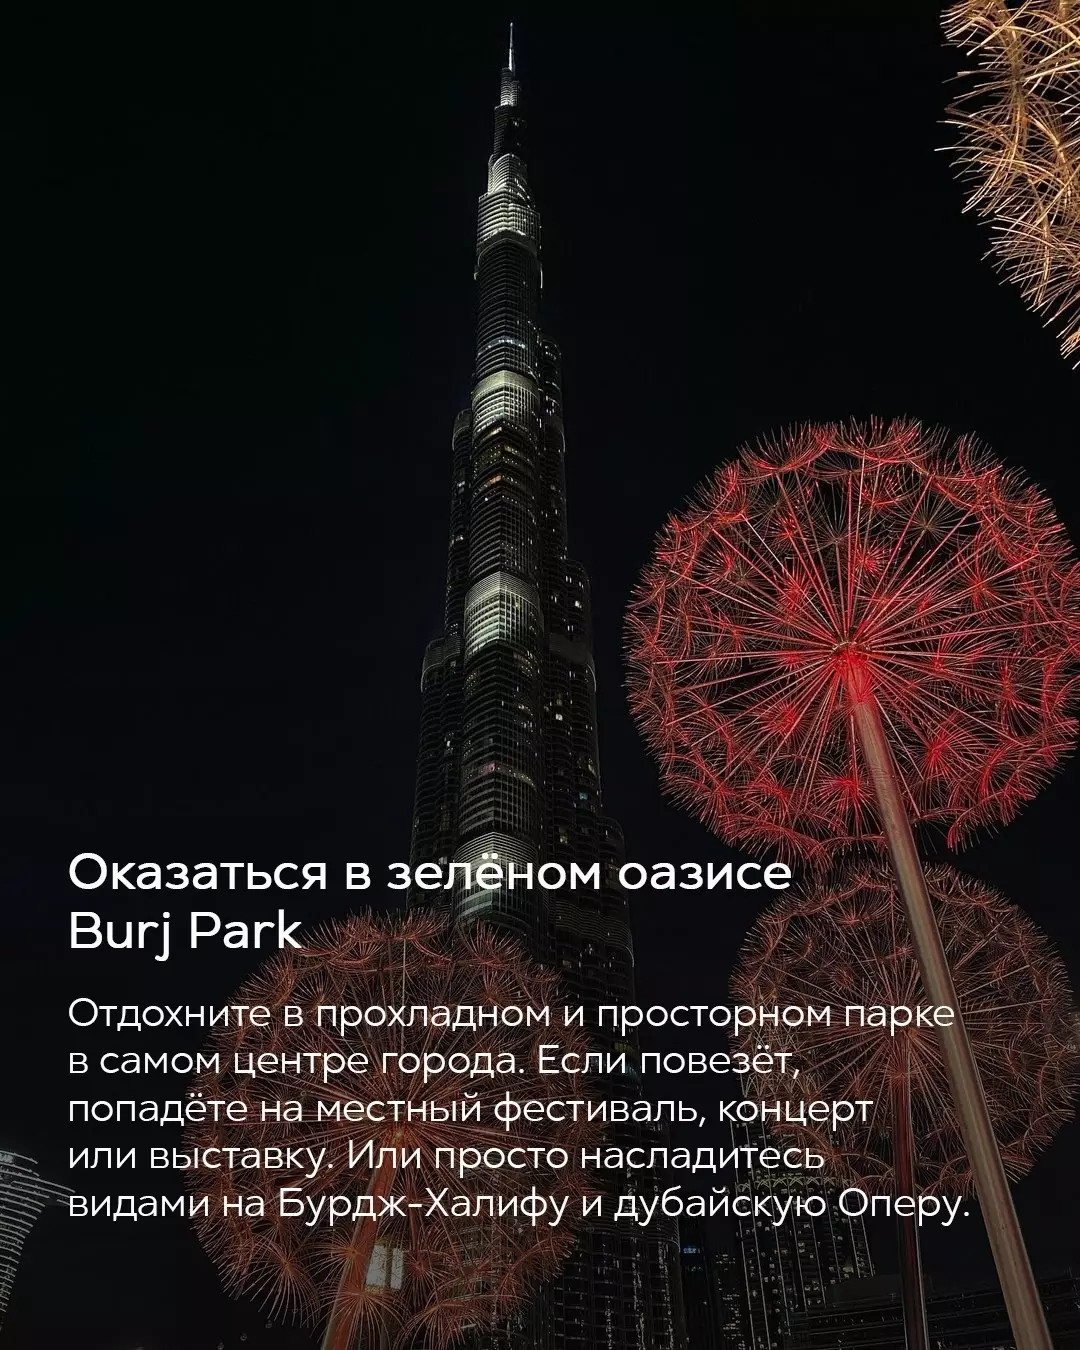 Оказаться в зелёном оазисе
Burj Park
Отдохните в прохладном и просторном парке
в самом центре города. Если повезёт,
попадёте на местный фестиваль, концерт
или выставку. Или просто насладитесь
видами на Бурдж-Халифу и дубайскую Оперу.